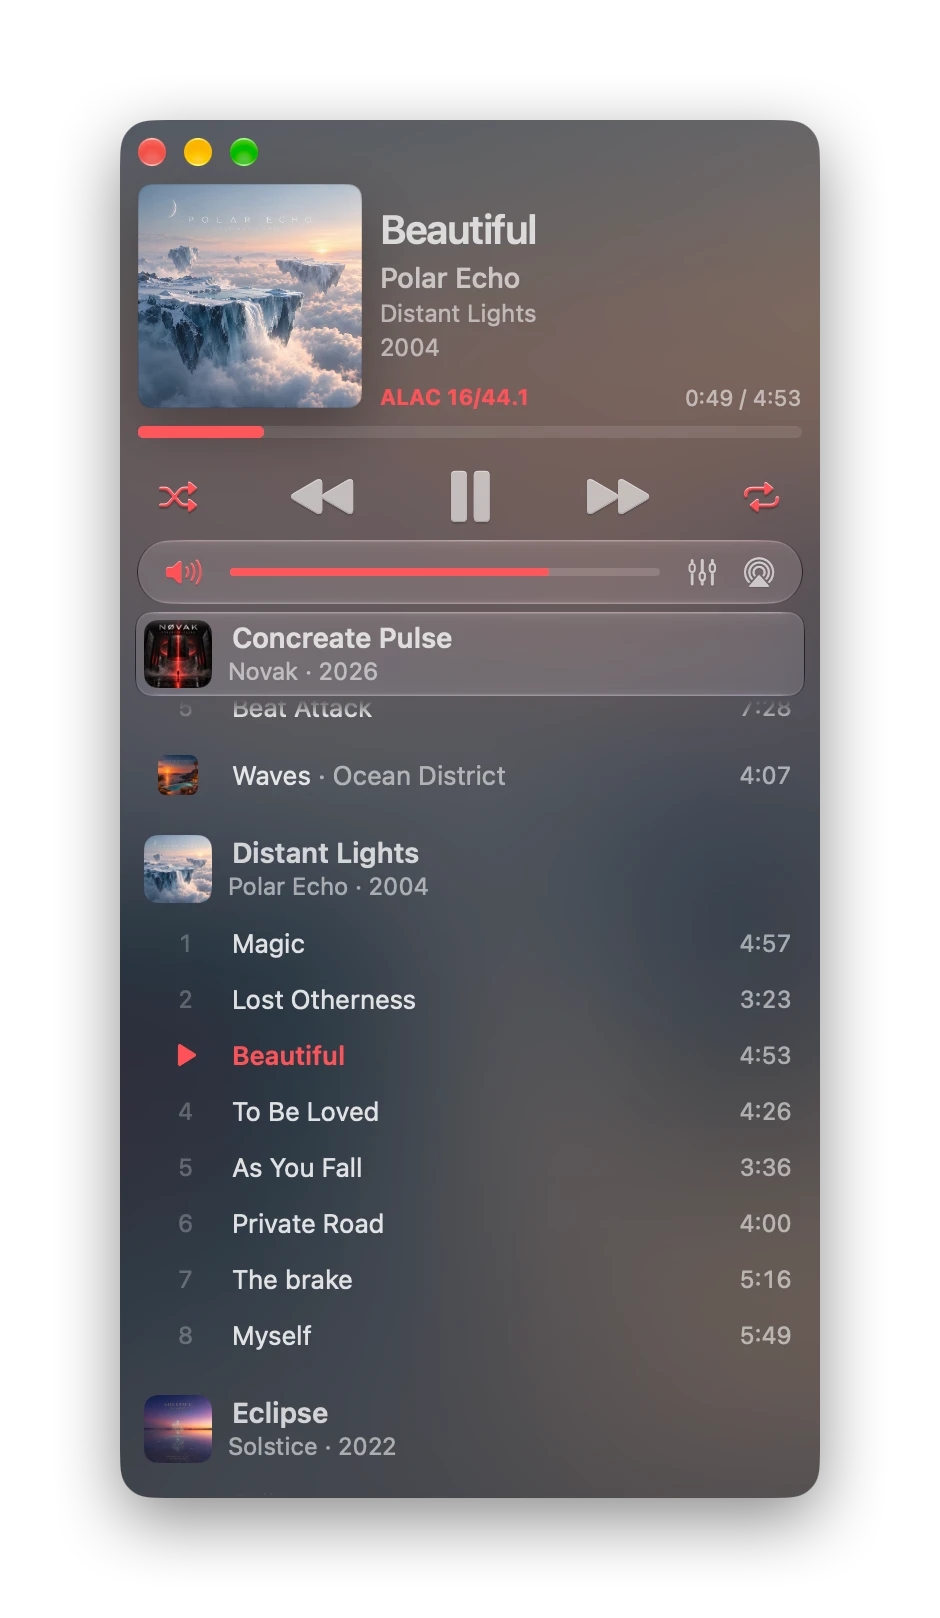 POLAR ECHO
Beautiful
Polar Echo
Distant Lights
2004
ALAC 16/44.1
0:49 / 4:53
NØVAK
Concreate Pulse
Novak · 2026
5 Beat Attack 7:28
Waves · Ocean District 4:07
Distant Lights
Polar Echo · 2004
1 Magic 4:57
2 Lost Otherness 3:23
Beautiful 4:53
4 To Be Loved 4:26
5 As You Fall 3:36
6 Private Road 4:00
7 The brake 5:16
8 Myself 5:49
Eclipse
Solstice · 2022